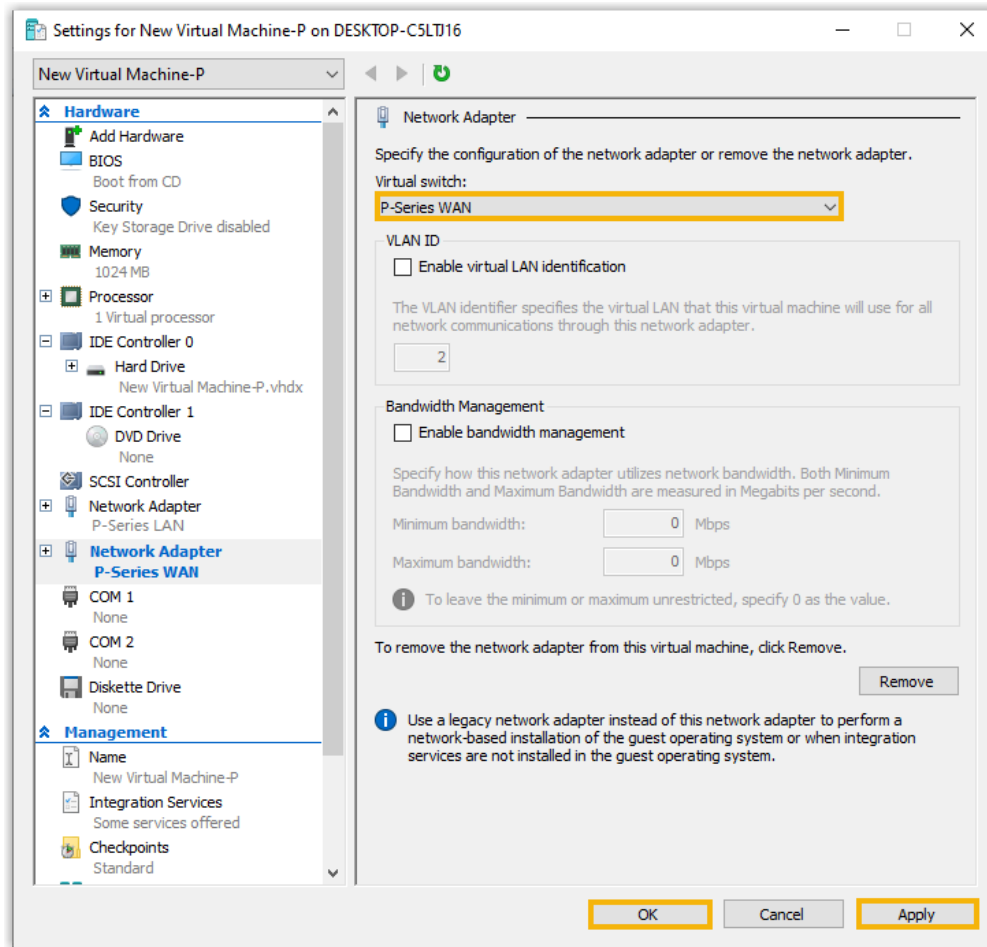 Settings for New Virtual Machine-P on DESKTOP-C5LTJ16
New Virtual Machine-P
Hardware
Add Hardware
BIOS
Boot from CD
Security
Key Storage Drive disabled
Memory
1024 MB
Processor
1 Virtual processor
IDE Controller 0
Hard Drive
New Virtual Machine-P.vhdx
IDE Controller 1
DVD Drive
None
SCSI Controller
Network Adapter
P-Series LAN
Network Adapter
P-Series WAN
COM 1
None
COM 2
None
Diskette Drive
None
Management
Name
New Virtual Machine-P
Integration Services
Some services offered
Checkpoints
Standard
Network Adapter
Specify the configuration of the network adapter or remove the network adapter.
Virtual switch:
P-Series WAN
VLAN ID
Enable virtual LAN identification
The VLAN identifier specifies the virtual LAN that this virtual machine will use for all
network communications through this network adapter.
2
Bandwidth Management
Enable bandwidth management
Specify how this network adapter utilizes network bandwidth. Both Minimum
Bandwidth and Maximum Bandwidth are measured in Megabits per second.
Minimum bandwidth: 0 Mbps
Maximum bandwidth: 0 Mbps
To leave the minimum or maximum unrestricted, specify 0 as the value.
To remove the network adapter from this virtual machine, click Remove.
Remove
Use a legacy network adapter instead of this network adapter to perform a
network-based installation of the guest operating system or when integration
services are not installed in the guest operating system.
OK Cancel Apply